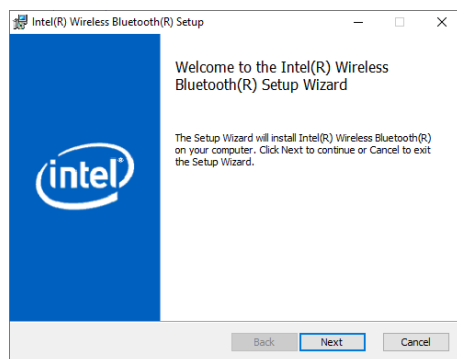 Intel(R) Wireless Bluetooth(R) Setup
Welcome to the Intel(R) Wireless
Bluetooth(R) Setup Wizard
The Setup Wizard will install Intel(R) Wireless Bluetooth(R)
on your computer. Click Next to continue or Cancel to exit
the Setup Wizard.
intel
Back
Next
Cancel